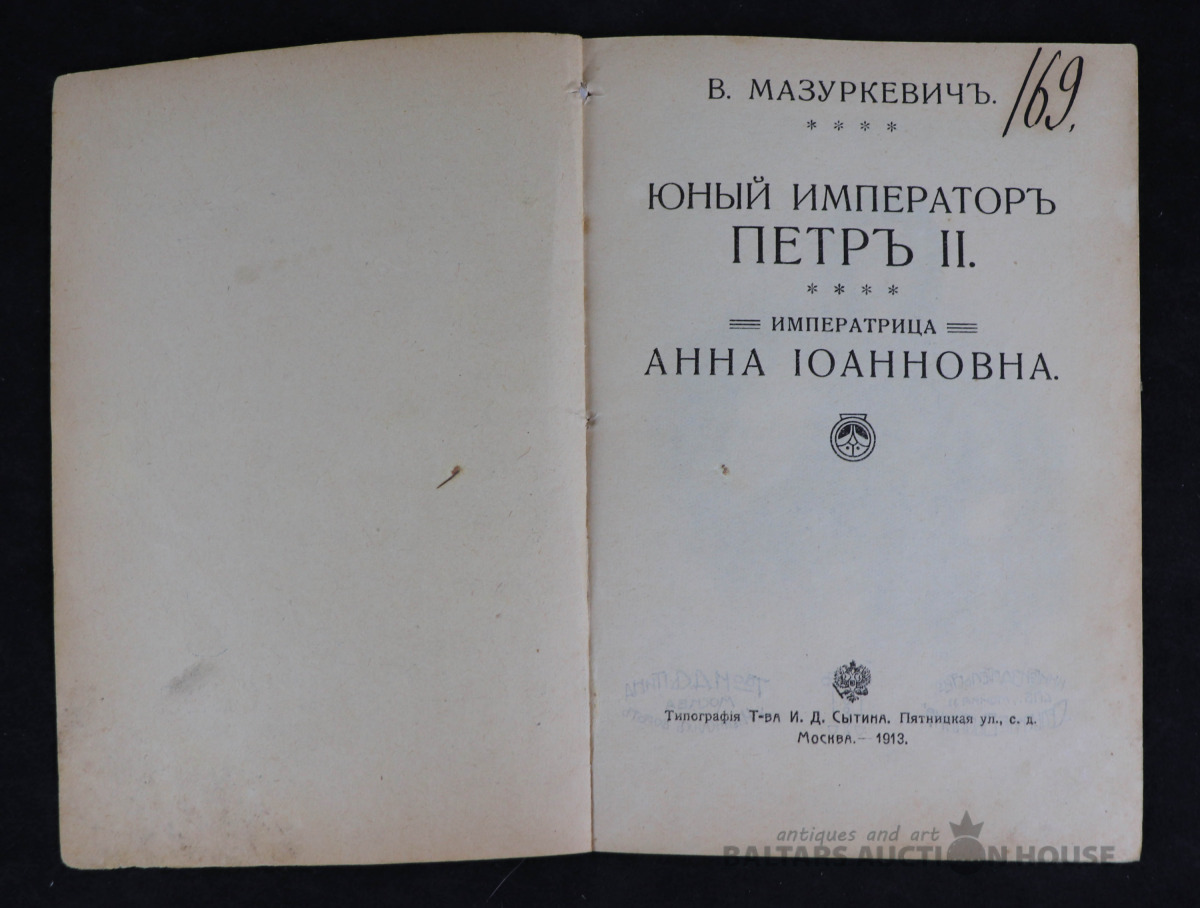 В. МАЗУРКЕВИЧЪ.
169.
* * * *
ЮНЫЙ ИМПЕРАТОРЪ
ПЕТРЪ II.
* * * *
ИМПЕРАТРИЦА
АННА IОАННОВНА.
Типографія Т-ва И. Д. Сытина. Пятницкая ул., с. д.
Москва.— 1913.
antiques and art
BALTARS AUCTION HOUSE